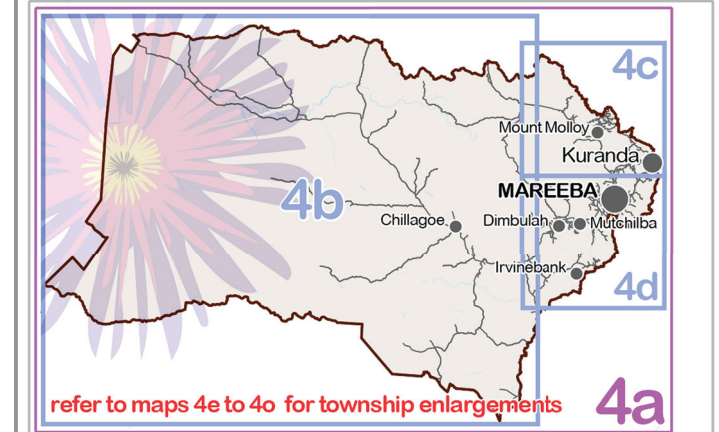 4c
Mount Molloy
Kuranda
MAREEBA
4b
Chillagoe
Dimbulah
Mutchilba
Irvinebank
4d
refer to maps 4e to 4o for township enlargements
4a